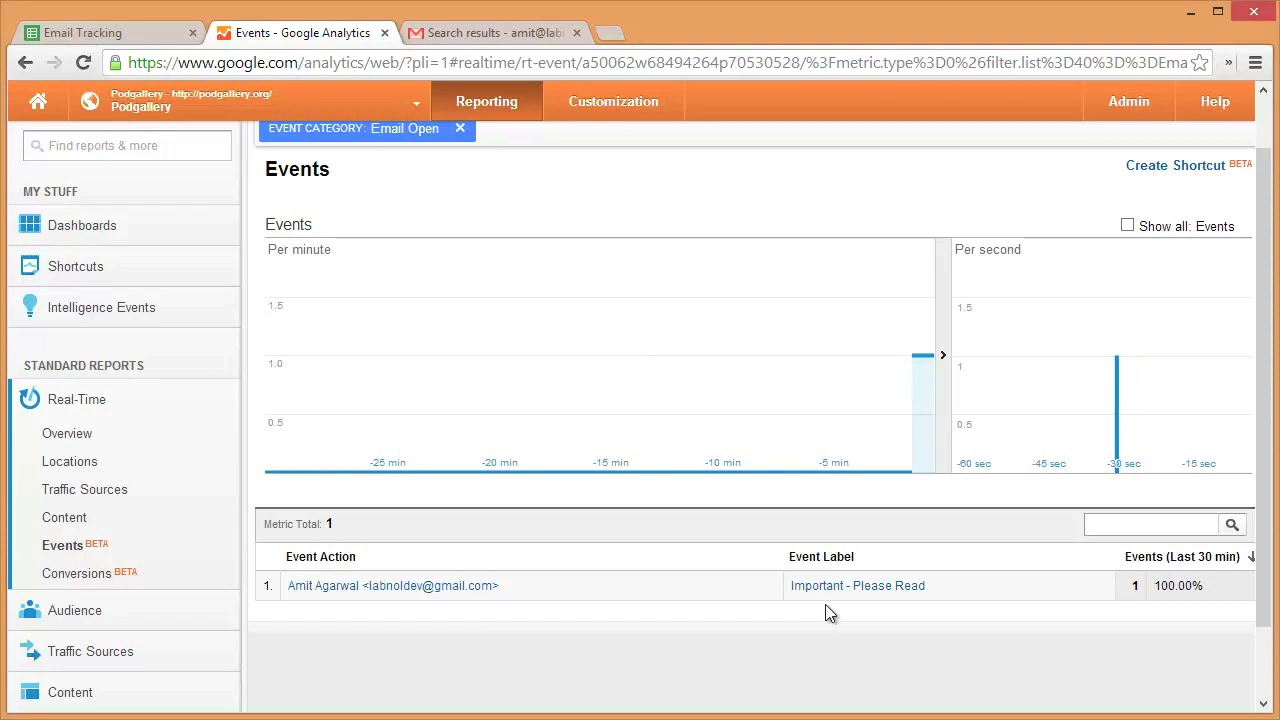 Email Tracking
Events - Google Analytics
Search results - amit@lab
https://www.google.com/analytics/web/?pli=1#realtime/rt-event/a50062w68494264p70530528/%3Fmetric.type%3D0%26filter.list%3D40%3D%3DEma
Podgallery - http://podgallery.org/
Podgallery
Reporting
Customization
Admin
Help
Find reports & more
MY STUFF
Dashboards
Shortcuts
Intelligence Events
STANDARD REPORTS
Real-Time
Overview
Locations
Traffic Sources
Content
Events BETA
Conversions BETA
Audience
Traffic Sources
Content
EVENT CATEGORY: Email Open
Events
Create Shortcut BETA
Events
Show all: Events
Per minute
1.5
1.0
0.5
-25 min -20 min -15 min -10 min -5 min
Per second
1.5
1
0.5
-60 sec -45 sec -30 sec -15 sec
Metric Total: 1
Event Action Event Label Events (Last 30 min)
1. Amit Agarwal <labnoldev@gmail.com> Important - Please Read 1 100.00%